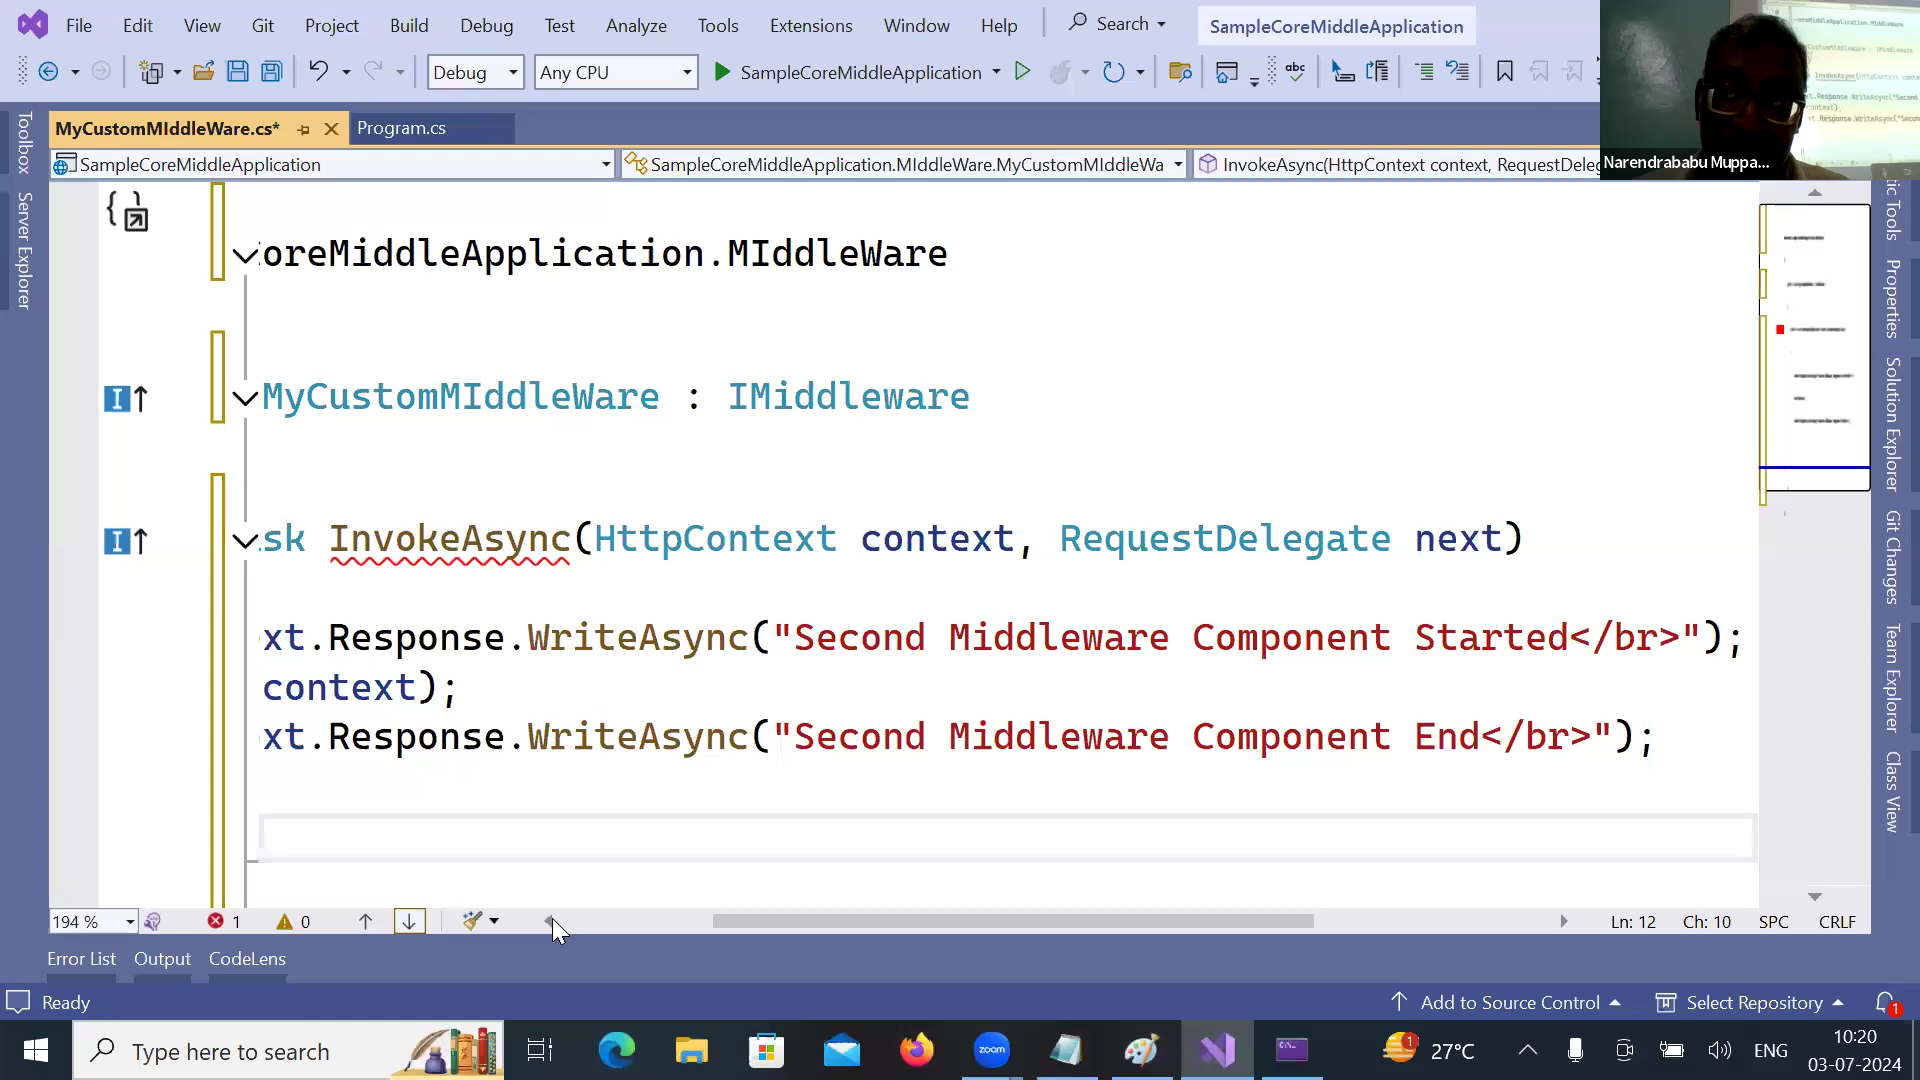 File Edit View Git Project Build Debug Test Analyze Tools Extensions Window Help Search SampleCoreMiddleApplication
Debug Any CPU SampleCoreMiddleApplication
MyCustomMIddleWare.cs* Program.cs
SampleCoreMiddleApplication SampleCoreMiddleApplication.MIddleWare.MyCustomMIddleWa InvokeAsync(HttpContext context, RequestDeleg
Narendrababu Muppa...
Toolbox
Server Explorer
oreMiddleApplication.MIddleWare
MyCustomMIddleWare : IMiddleware
sk InvokeAsync(HttpContext context, RequestDelegate next)
xt.Response.WriteAsync("Second Middleware Component Started</br>");
context);
xt.Response.WriteAsync("Second Middleware Component End</br>");
tic Tools
Properties
Solution Explorer
Git Changes
Team Explorer
Class View
194 % 1 0 Ln: 12 Ch: 10 SPC CRLF
Error List Output CodeLens
Ready Add to Source Control Select Repository 1
Type here to search zoom 1 27°C ENG 10:20
03-07-2024